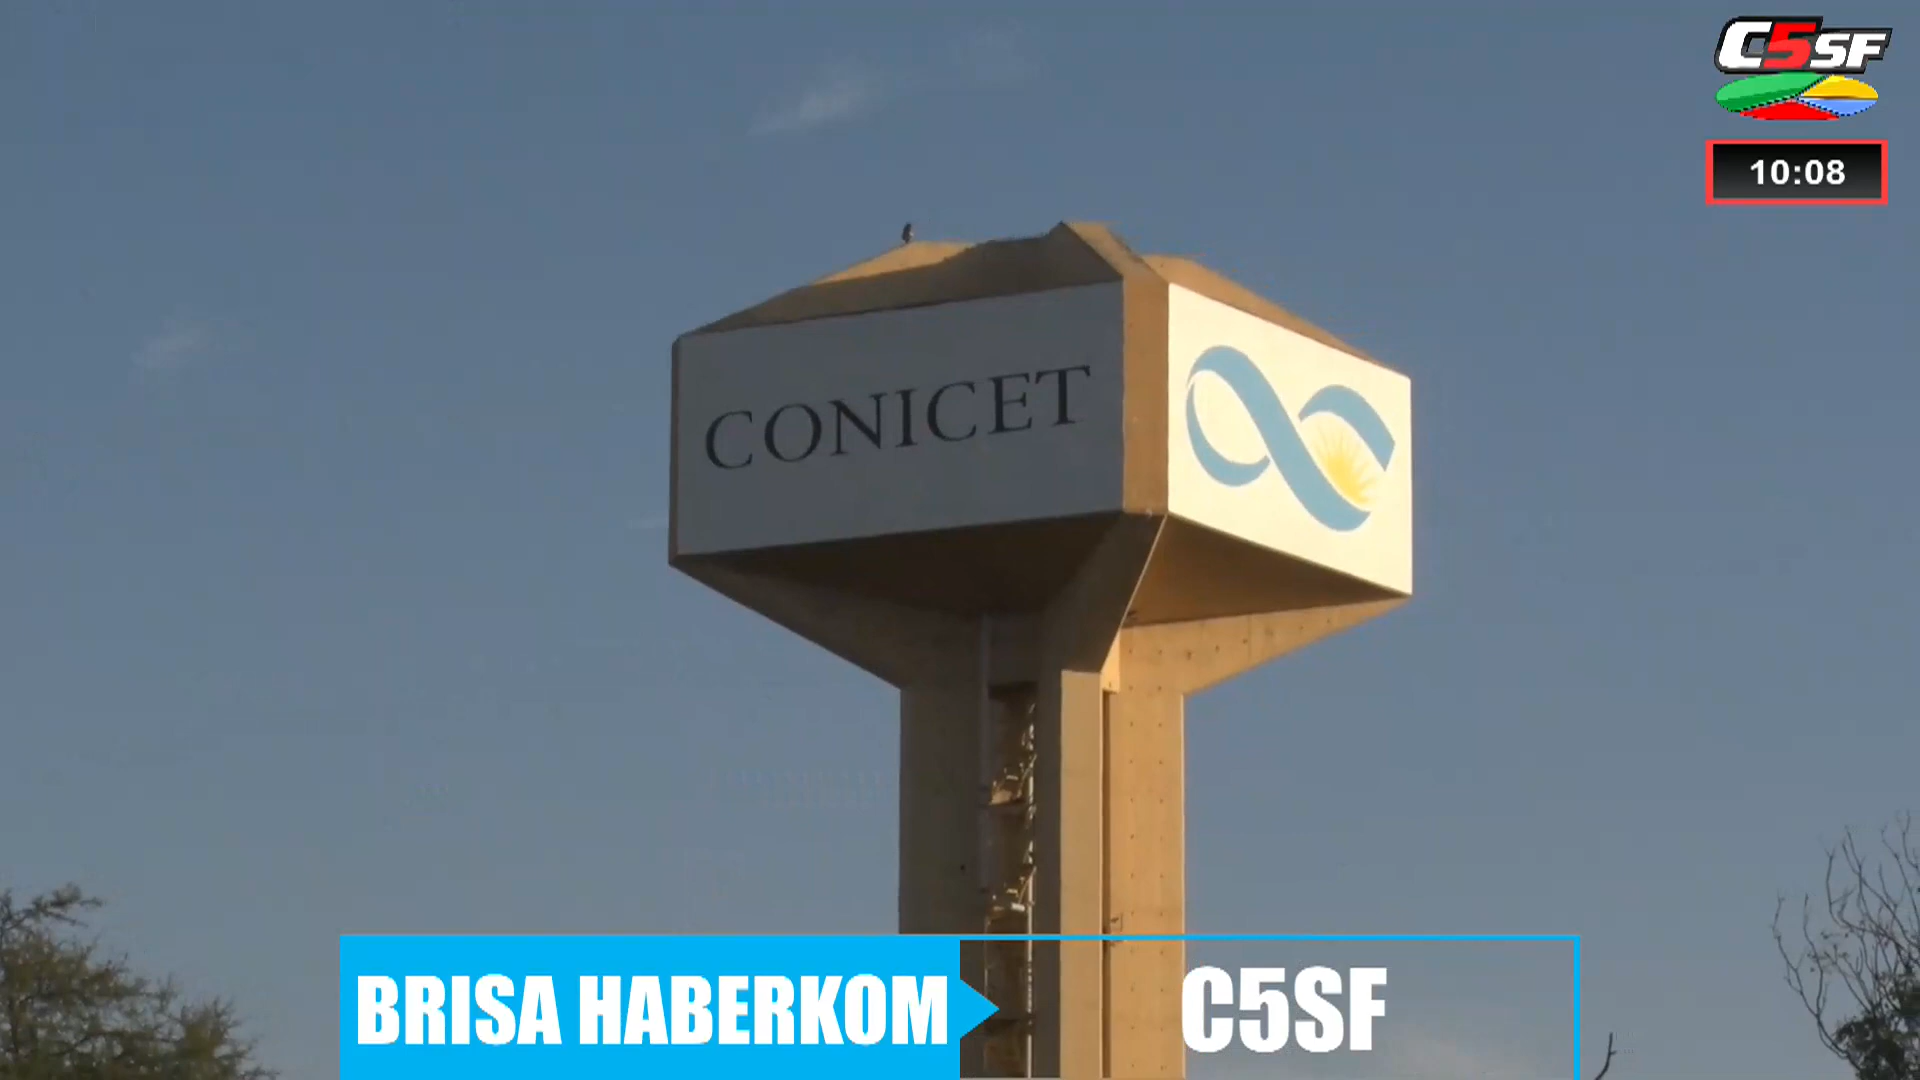 C5SF
10:08
CONICET
BRISA HABERKOM
C5SF